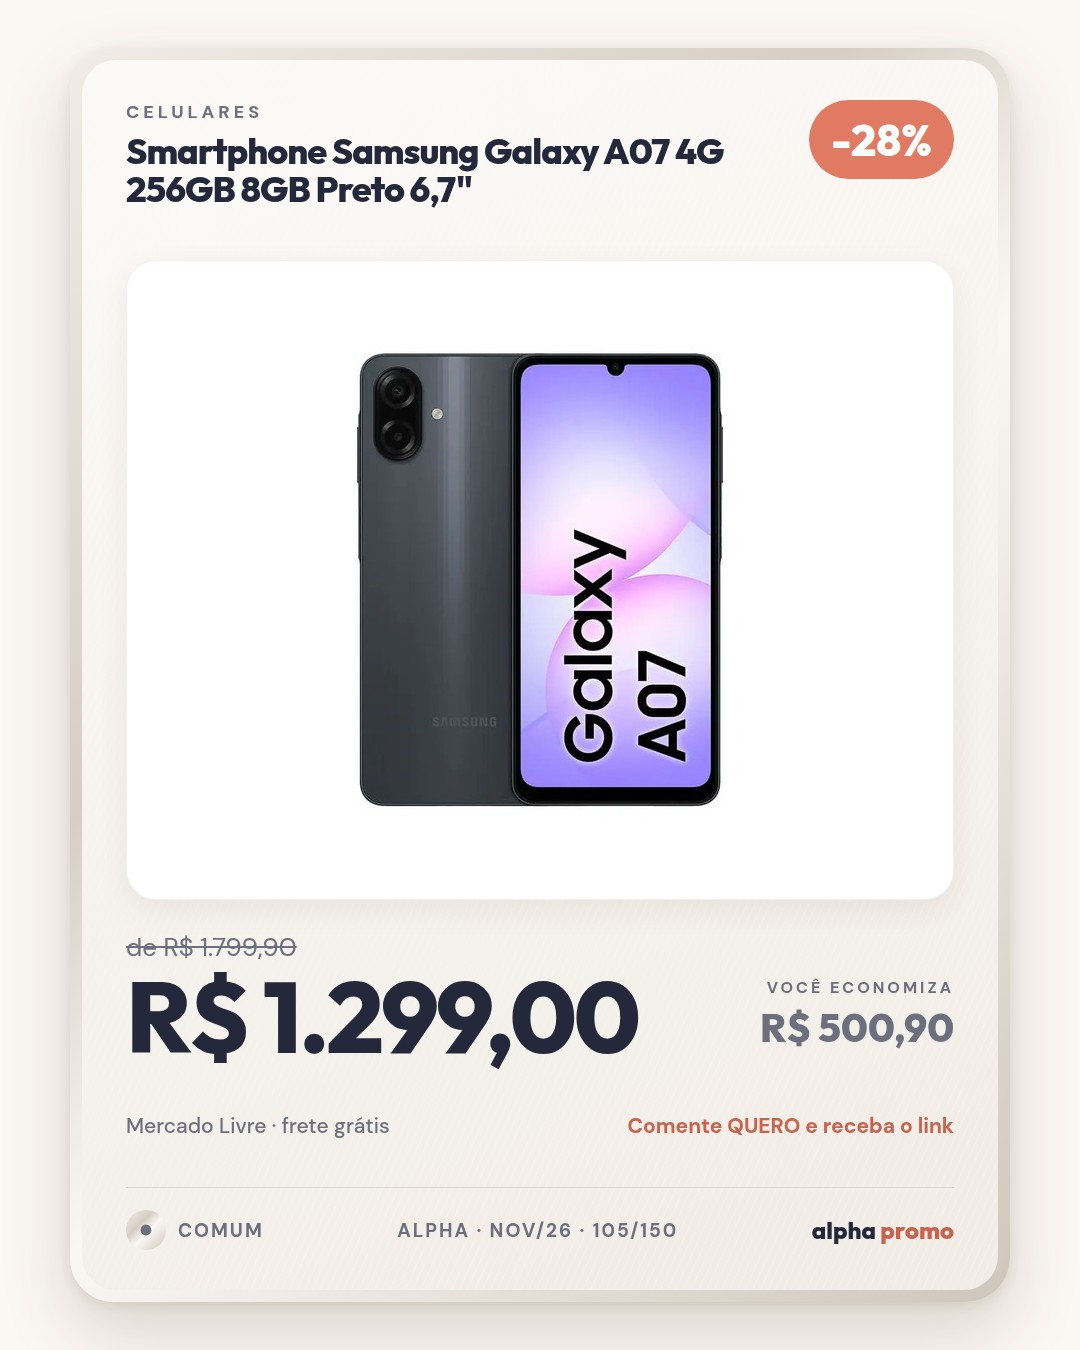 CELULARES
Smartphone Samsung Galaxy A07 4G
256GB 8GB Preto 6,7"
-28%
SAMSUNG
Galaxy
A07
de R$ 1.799,90
R$ 1.299,00
VOCÊ ECONOMIZA
R$ 500,90
Mercado Livre · frete grátis
Comente QUERO e receba o link
COMUM
ALPHA · NOV/26 · 105/150
alpha promo